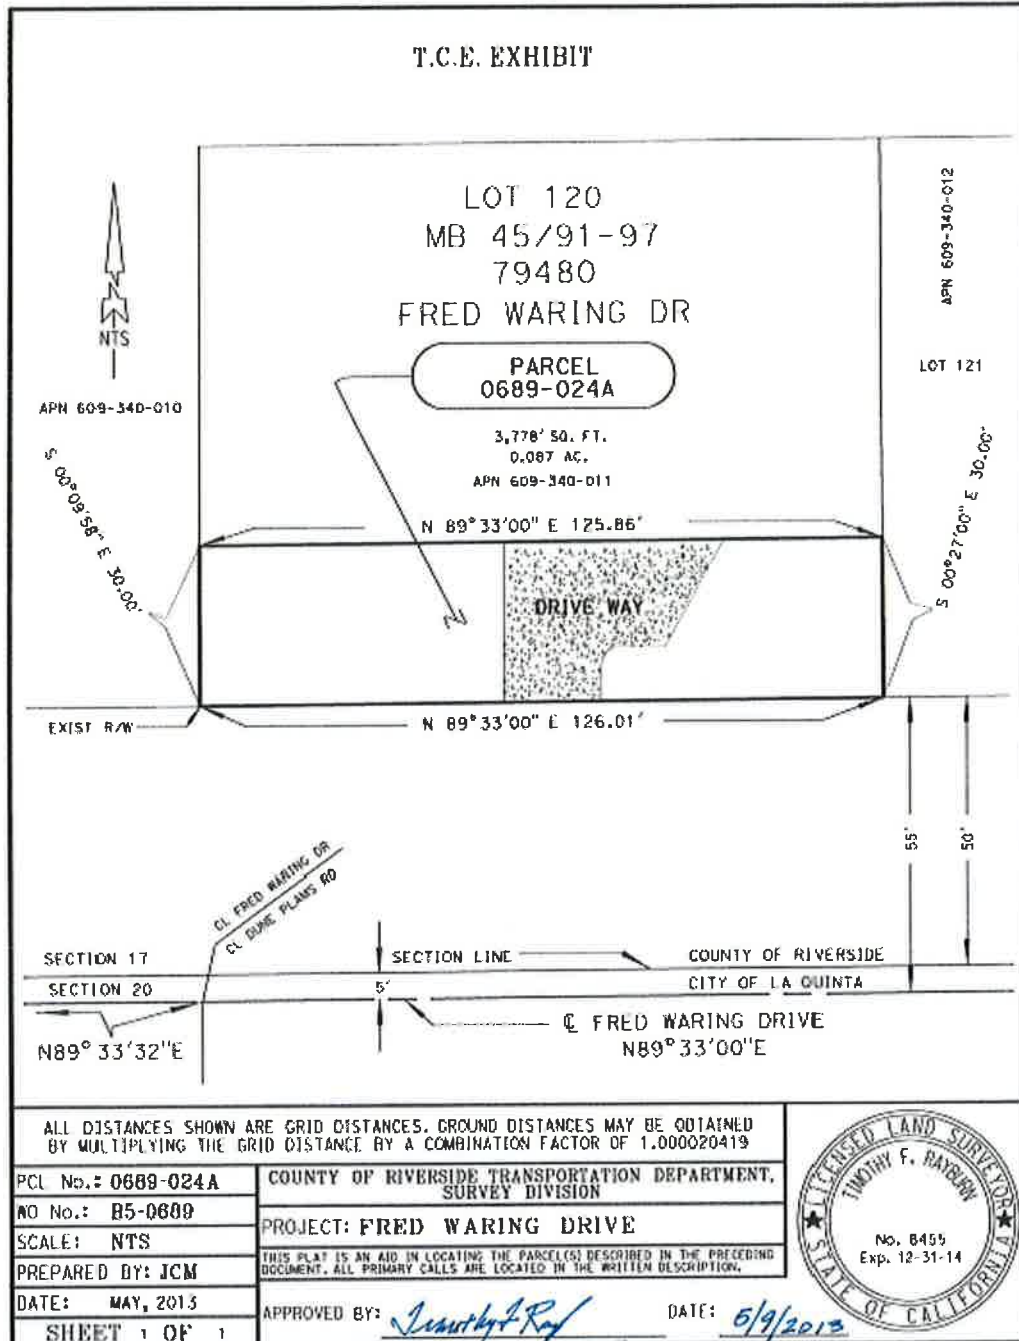 T.C.E. EXHIBIT
LOT 120
MB 45/91-97
79480
FRED WARING DR
PARCEL
0689-024A
3,778' SQ. FT.
0.087 AC.
APN 609-340-011
NTS
APN 609-340-010
APN 609-340-012
LOT 121
S 00°09'58" E 30.00'
S 00°27'00" E 30.00'
N 89°33'00" E 125.86'
DRIVE WAY
N 89°33'00" E 126.01'
EXIST R/W
55'
50'
CL FRED WARING DR
CL DUNE PLAMS RD
SECTION 17
SECTION LINE
COUNTY OF RIVERSIDE
SECTION 20
5'
CITY OF LA QUINTA
N89°33'32"E
℄ FRED WARING DRIVE
N89°33'00"E
ALL DISTANCES SHOWN ARE GRID DISTANCES. GROUND DISTANCES MAY BE OBTAINED
BY MULTIPLYING THE GRID DISTANCE BY A COMBINATION FACTOR OF 1.000020419
PCL No.: 0689-024A
WO No.: B5-0689
SCALE: NTS
PREPARED BY: JCM
DATE: MAY, 2013
SHEET 1 OF 1
COUNTY OF RIVERSIDE TRANSPORTATION DEPARTMENT,
SURVEY DIVISION
PROJECT: FRED WARING DRIVE
THIS PLAT IS AN AID IN LOCATING THE PARCEL(S) DESCRIBED IN THE PRECEDING
DOCUMENT. ALL PRIMARY CALLS ARE LOCATED IN THE WRITTEN DESCRIPTION.
APPROVED BY: Timothy F Ray
DATE: 5/9/2013
LICENSED LAND SURVEYOR
TIMOTHY F. RAYBURN
No. 8455
Exp. 12-31-14
STATE OF CALIFORNIA